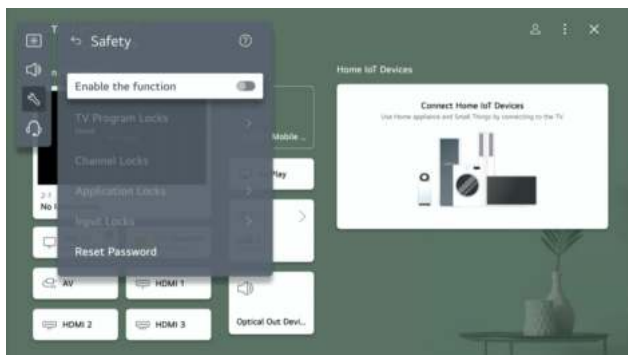 Safety
Enable the function
TV Program Locks
Channel Locks
Application Locks
Input Locks
Reset Password
Home IoT Devices
Connect Home IoT Devices
Use Home appliance and Smart Things by connecting to the TV.
Mobile ...
Play
2-1
No
AV
HDMI 1
HDMI 2
HDMI 3
Optical Out Devi...